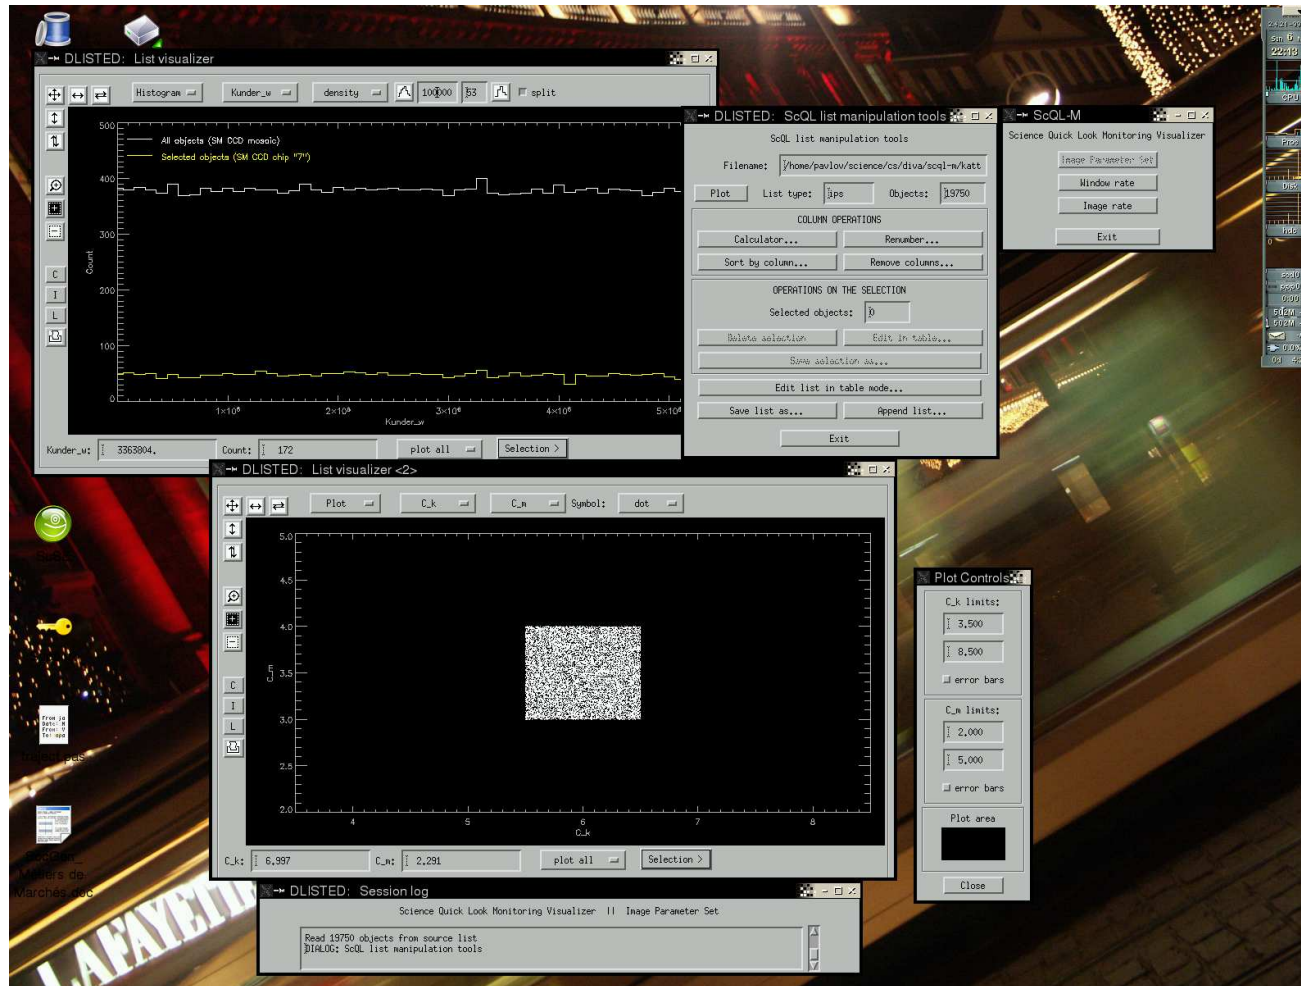 DLISTED: List visualizer
Histogram
Kunder_w
density
100000
53
split
500
400
300
200
100
0
All objects (SM CCD mosaic)
Selected objects (SM CCD chip "7")
Count
C
I
L
1×10⁶
2×10⁶
3×10⁶
4×10⁶
5×10⁶
Kunder_w
Kunder_w: 3363804.
Count: 172
plot all
Selection >
DLISTED: ScQL list manipulation tools
ScQL list manipulation tools
Filename: /home/pavlov/science/cs/diva/scql-m/katt
Plot
List type: ips
Objects: 19750
COLUMN OPERATIONS
Calculator...
Renumber...
Sort by column...
Remove columns...
OPERATIONS ON THE SELECTION
Selected objects: 0
Delete selection
Edit in table...
Save selection as...
Edit list in table mode...
Save list as...
Append list...
Exit
ScQL-M
Science Quick Look Monitoring Visualizer
Image Parameter Set
Window rate
Image rate
Exit
22:13
CPU
Disk
DLISTED: List visualizer <2>
Plot
C_k
C_m
Symbol: dot
5.0
4.5
4.0
3.5
3.0
2.5
2.0
C_m
C
I
L
4
5
6
7
8
C_k
C_k: 6.997
C_m: 2.291
plot all
Selection >
Plot Controls
C_k limits:
3.500
8.500
error bars
C_m limits:
2.000
5.000
error bars
Plot area
Close
DLISTED: Session log
Science Quick Look Monitoring Visualizer || Image Parameter Set
Read 19750 objects from source list
DIALOG: ScQL list manipulation tools
Marchés.doc
LAFAYETTE